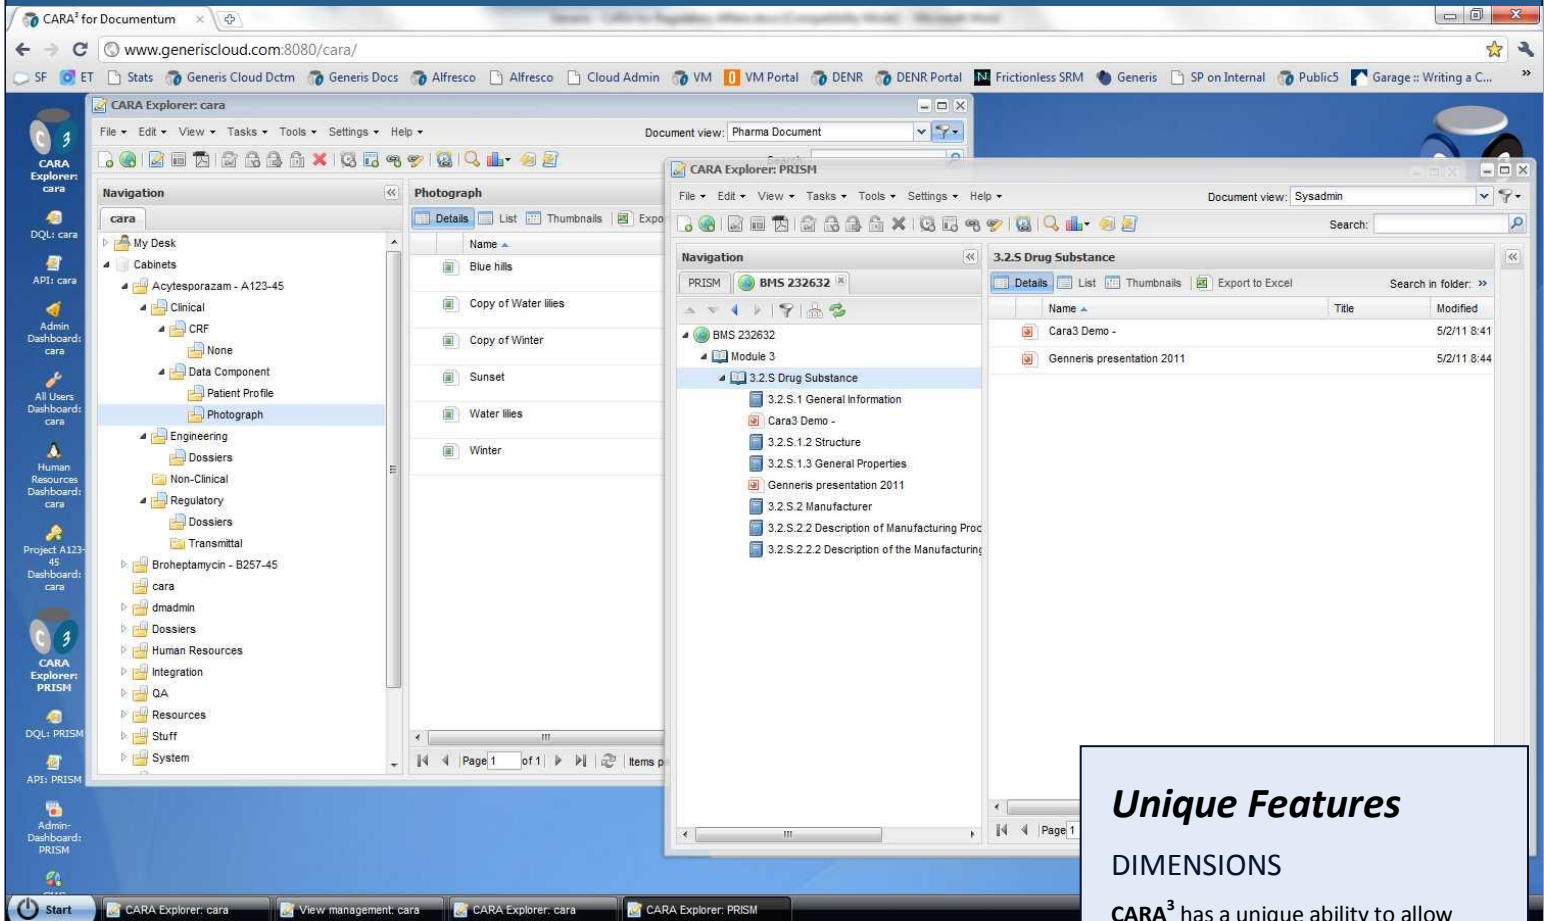 CARA³ for Documentum
www.generiscloud.com:8080/cara/
SF ET Stats Generis Cloud Dctm Generis Docs Alfresco Alfresco Cloud Admin VM VM Portal DENR DENR Portal Frictionless SRM Generis SP on Internal Public5 Garage :: Writing a C... »
CARA Explorer: cara
DQL: cara
API: cara
Admin Dashboard: cara
All Users Dashboard: cara
Human Resources Dashboard: cara
Project A123-45 Dashboard: cara
CARA Explorer: PRISM
DQL: PRISM
API: PRISM
Admin-Dashboard: PRISM
CARA Explorer: cara
File Edit View Tasks Tools Settings Help
Document view: Pharma Document
Navigation
cara
My Desk
Cabinets
Acytesporazam - A123-45
Clinical
CRF
None
Data Component
Patient Profile
Photograph
Engineering
Dossiers
Non-Clinical
Regulatory
Dossiers
Transmittal
Broheptamycin - B257-45
cara
dmadmin
Dossiers
Human Resources
Integration
QA
Resources
Stuff
System
Photograph
Details List Thumbnails Expo
Name
Blue hills
Copy of Water lilies
Copy of Winter
Sunset
Water lilies
Winter
Page 1 of 1 Items p
CARA Explorer: PRISM
File Edit View Tasks Tools Settings Help
Document view: Sysadmin
Search:
Navigation
PRISM BMS 232632
BMS 232632
Module 3
3.2.S Drug Substance
3.2.S.1 General Information
Cara3 Demo -
3.2.S.1.2 Structure
3.2.S.1.3 General Properties
Genneris presentation 2011
3.2.S.2 Manufacturer
3.2.S.2.2 Description of Manufacturing Proc
3.2.S.2.2.2 Description of the Manufacturing
3.2.S Drug Substance
Details List Thumbnails Export to Excel Search in folder: »
Name Title Modified
Cara3 Demo - 5/2/11 8:41
Genneris presentation 2011 5/2/11 8:44
Page 1
Unique Features
DIMENSIONS
CARA³ has a unique ability to allow
Start CARA Explorer: cara View management: cara CARA Explorer: cara CARA Explorer: PRISM